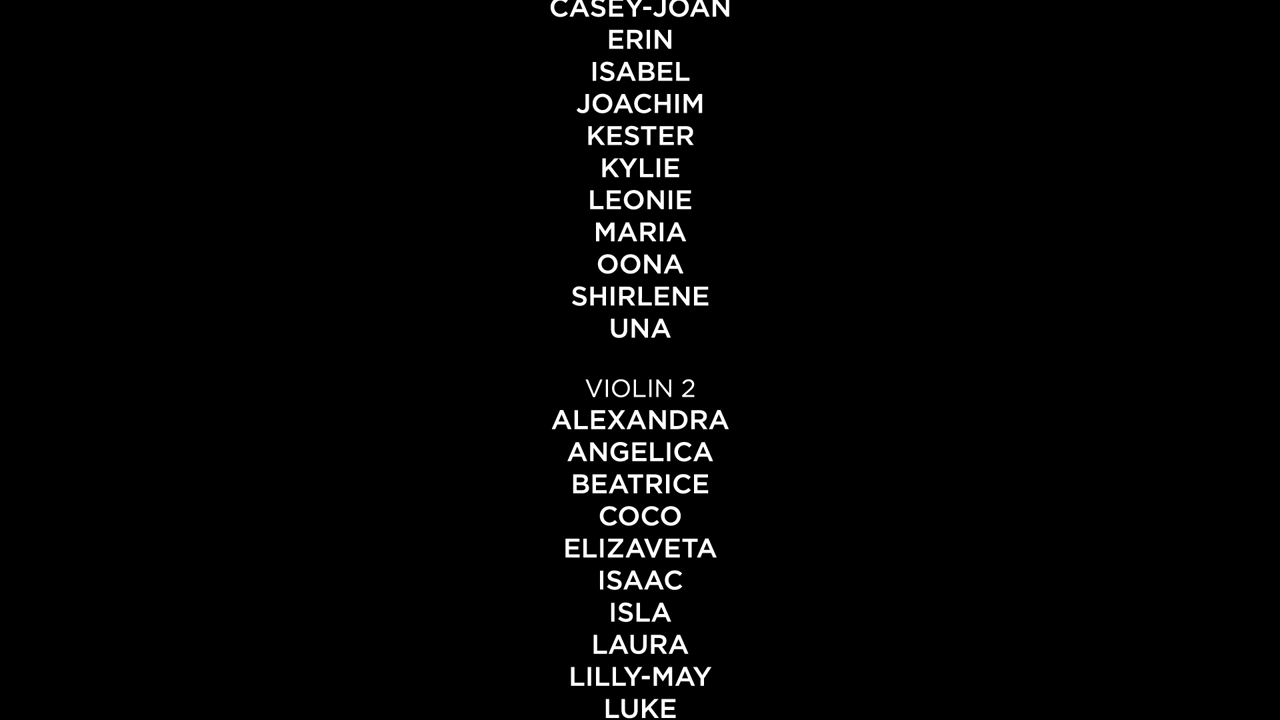 CASEY-JOAN
ERIN
ISABEL
JOACHIM
KESTER
KYLIE
LEONIE
MARIA
OONA
SHIRLENE
UNA
VIOLIN 2
ALEXANDRA
ANGELICA
BEATRICE
COCO
ELIZAVETA
ISAAC
ISLA
LAURA
LILLY-MAY
LUKE